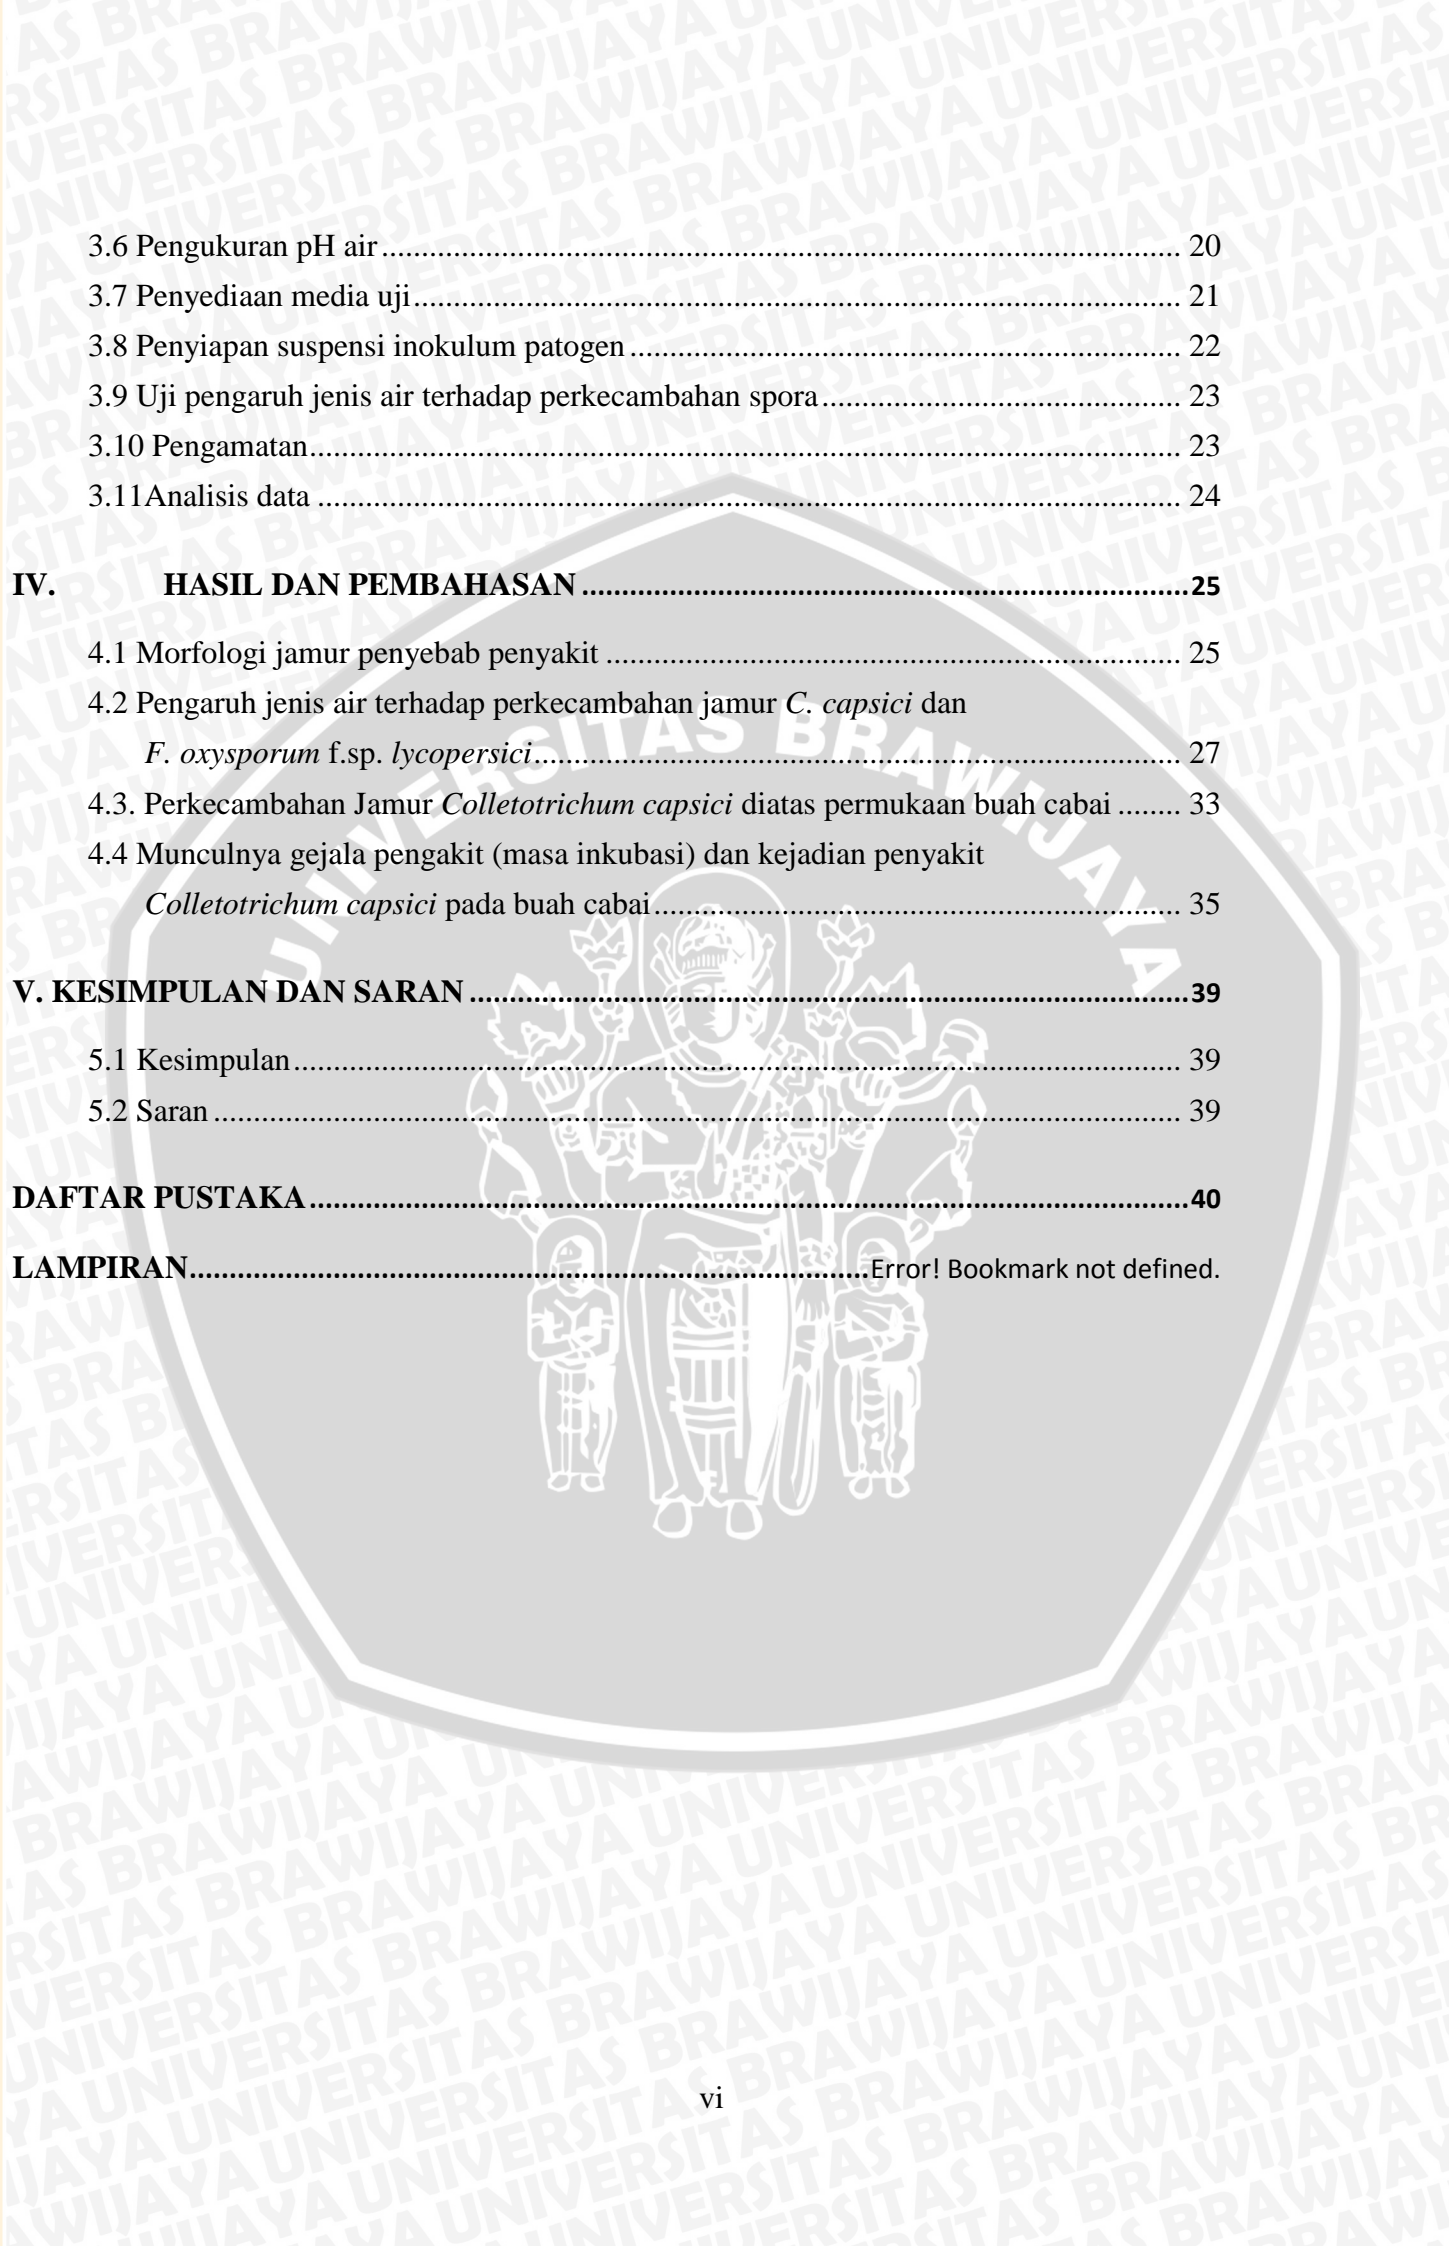 3.6 Pengukuran pH air.................................................................................................... 20
3.7 Penyediaan media uji................................................................................................ 21
3.8 Penyiapan suspensi inokulum patogen ..................................................................... 22
3.9 Uji pengaruh jenis air terhadap perkecambahan spora............................................. 23
3.10 Pengamatan............................................................................................................. 23
3.11Analisis data ............................................................................................................ 24
IV. HASIL DAN PEMBAHASAN ............................................................................25
4.1 Morfologi jamur penyebab penyakit ........................................................................ 25
4.2 Pengaruh jenis air terhadap perkecambahan jamur C. capsici dan
F. oxysporum f.sp. lycopersici................................................................................. 27
4.3. Perkecambahan Jamur Colletotrichum capsici diatas permukaan buah cabai ........ 33
4.4 Munculnya gejala pengakit (masa inkubasi) dan kejadian penyakit
Colletotrichum capsici pada buah cabai.................................................................. 35
V. KESIMPULAN DAN SARAN ..........................................................................................39
5.1 Kesimpulan............................................................................................................... 39
5.2 Saran ......................................................................................................................... 39
DAFTAR PUSTAKA..............................................................................................................40
LAMPIRAN.....................................................................................Error! Bookmark not defined.
UNIVERSITAS BRAWIJAYA
vi